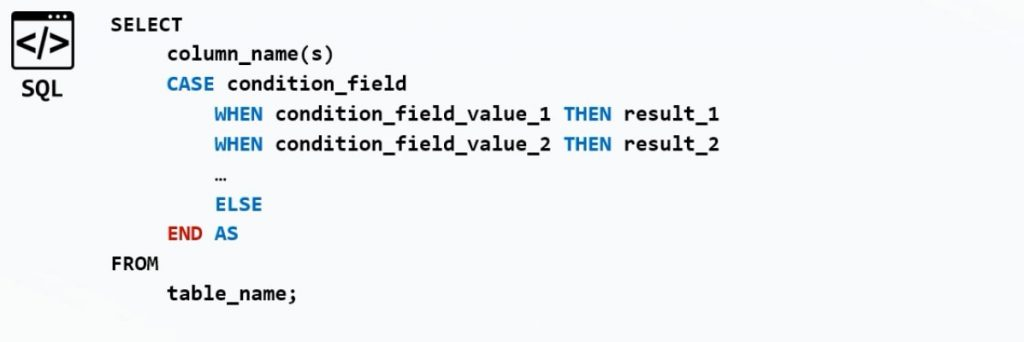 </>
SQL
SELECT
column_name(s)
CASE condition_field
WHEN condition_field_value_1 THEN result_1
WHEN condition_field_value_2 THEN result_2
…
ELSE
END AS
FROM
table_name;